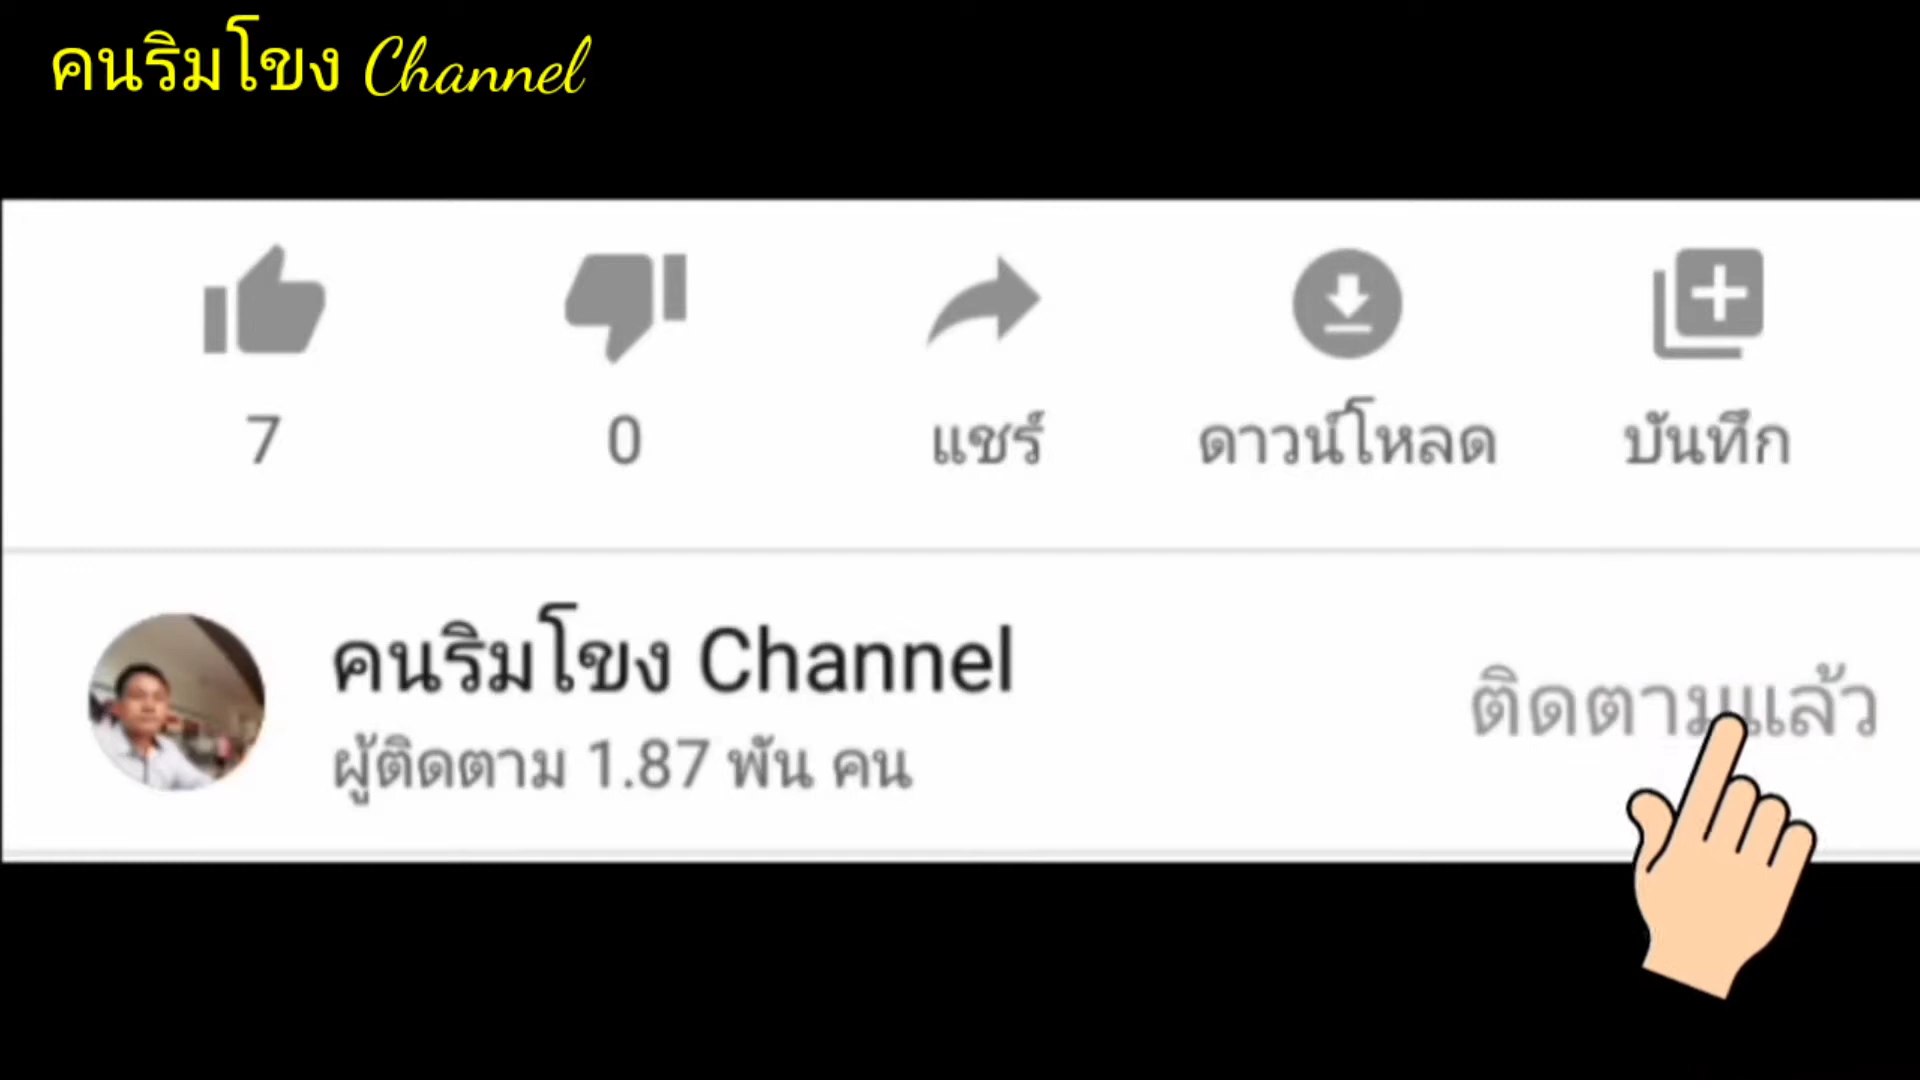 คนริมโขง Channel
7 0 แชร์ ดาวน์โหลด บันทึก
คนริมโขง Channel
ติดตามแล้ว
ผู้ติดตาม 1.87 พัน คน